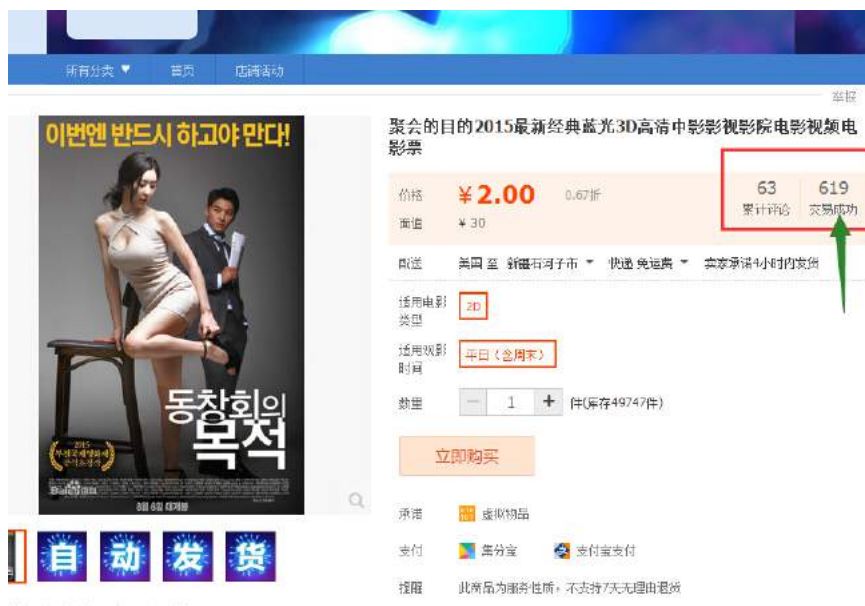 所有分类
首页
店铺活动
举报
이번엔 반드시 하고야 만다!
동창회의
목적
2015
8월 6일 대개봉
自动发货
聚会的目的2015最新经典蓝光3D高清中影影视影院电影视频电
影票
价格
¥2.00
0.67折
63
累计评论
619
交易成功
面值
¥30
配送
美国 至 新疆石河子市
快递 免运费
卖家承诺4小时内发货
适用电影
类型
2D
适用观影
时间
平日（含周末）
数量
1
件(库存49747件)
立即购买
承诺
虚拟物品
支付
集分宝
支付宝支付
提醒
此商品为服务性质，不支持7天无理由退货